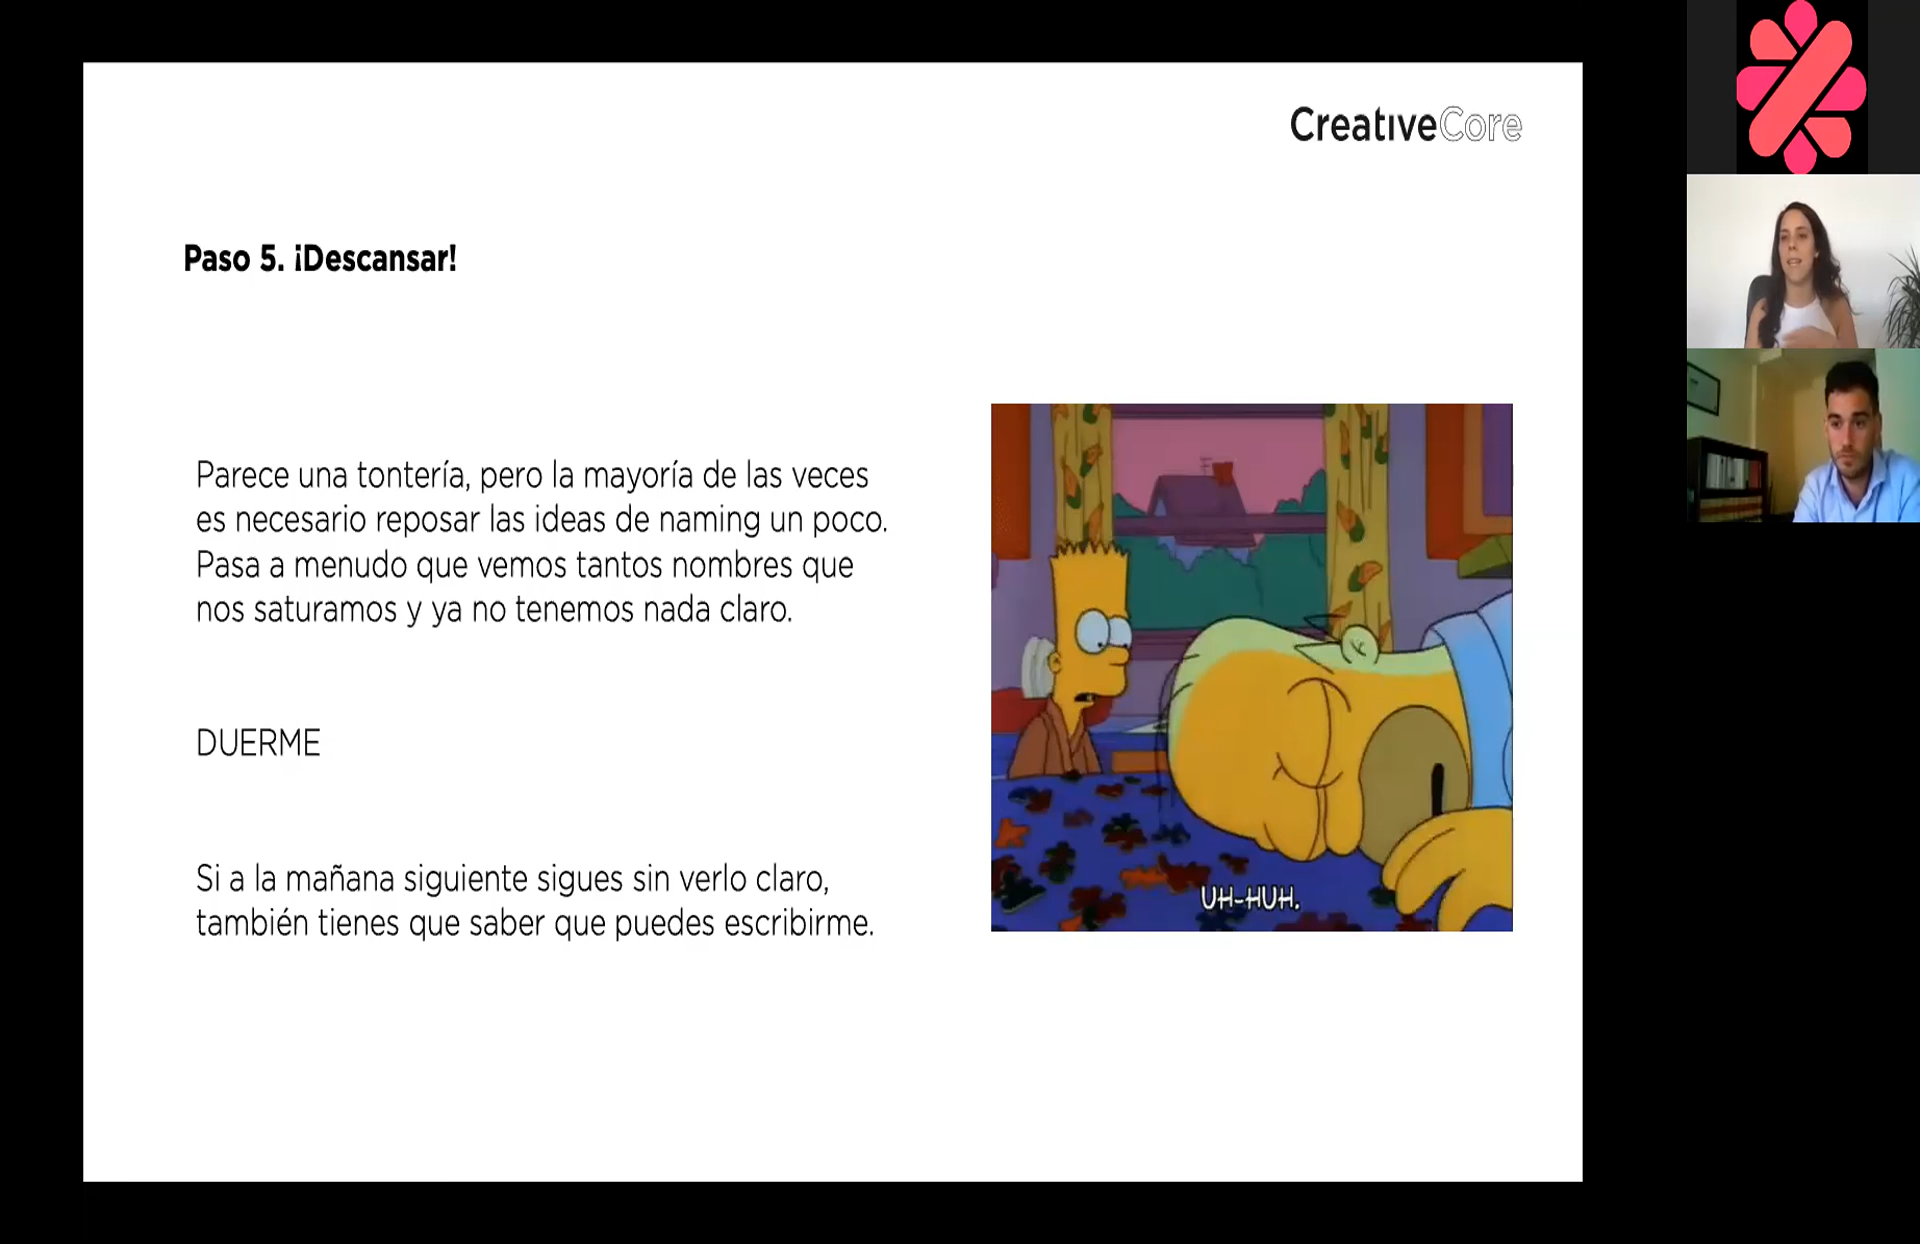 CreativeCore
Paso 5. ¡Descansar!
Parece una tontería, pero la mayoría de las veces
es necesario reposar las ideas de naming un poco.
Pasa a menudo que vemos tantos nombres que
nos saturamos y ya no tenemos nada claro.
DUERME
Si a la mañana siguiente sigues sin verlo claro,
también tienes que saber que puedes escribirme.
UH-HUH.